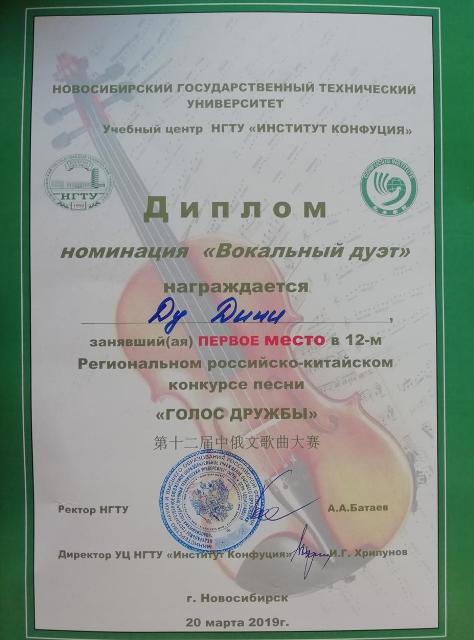 НОВОСИБИРСКИЙ ГОСУДАРСТВЕННЫЙ ТЕХНИЧЕСКИЙ
УНИВЕРСИТЕТ
Учебный центр НГТУ «ИНСТИТУТ КОНФУЦИЯ»
НГТУ
Диплом
номинация «Вокальный дуэт»
награждается
Ду
занявший(ая) ПЕРВОЕ место в 12-м
Региональном российско-китайском
конкурсе песни
«ГОЛОС ДРУЖБЫ»
第十二届中俄文歌曲大赛
Ректор НГТУ А.А.Батаев
Директор УЦ НГТУ «Институт Конфуция» И.Г. Хрипунов
г. Новосибирск
20 марта 2019г.